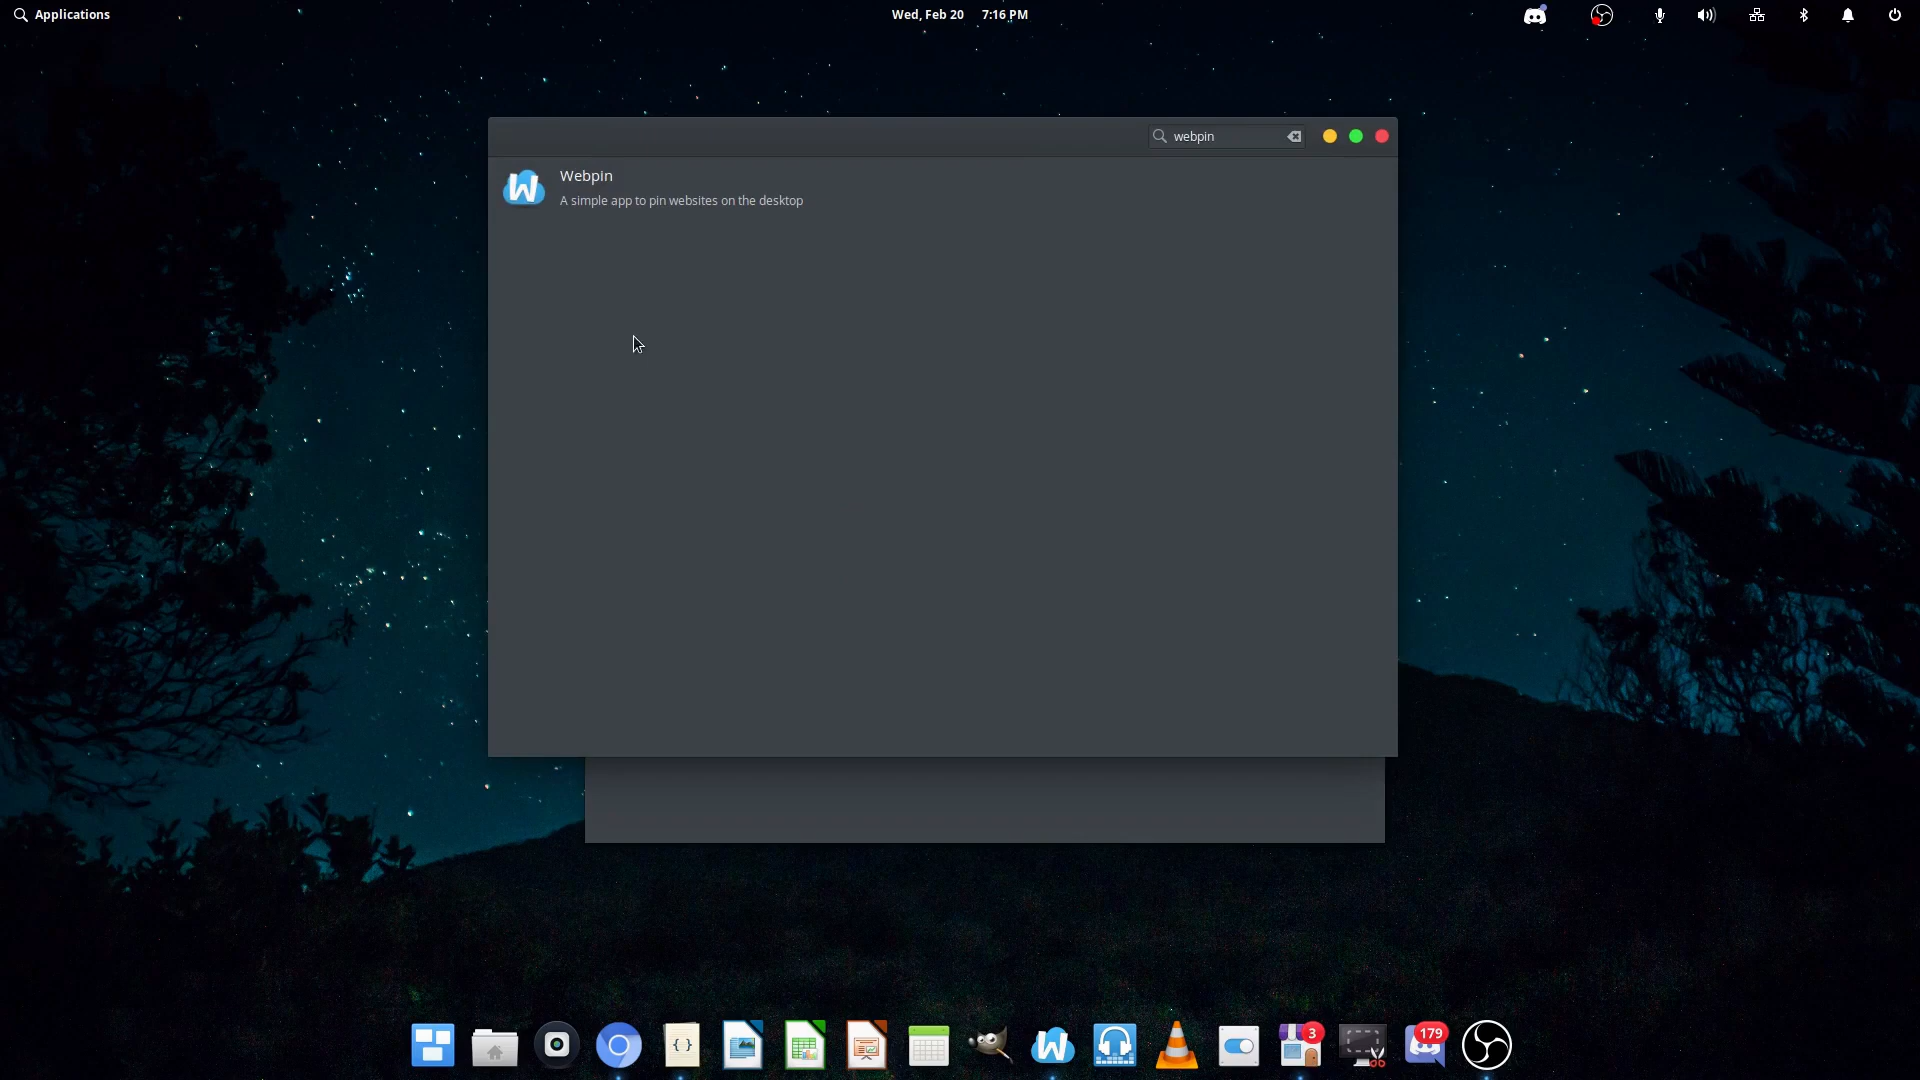 Applications
Wed, Feb 20 7:16 PM
webpin
W
Webpin
A simple app to pin websites on the desktop
{ }
W
3
179